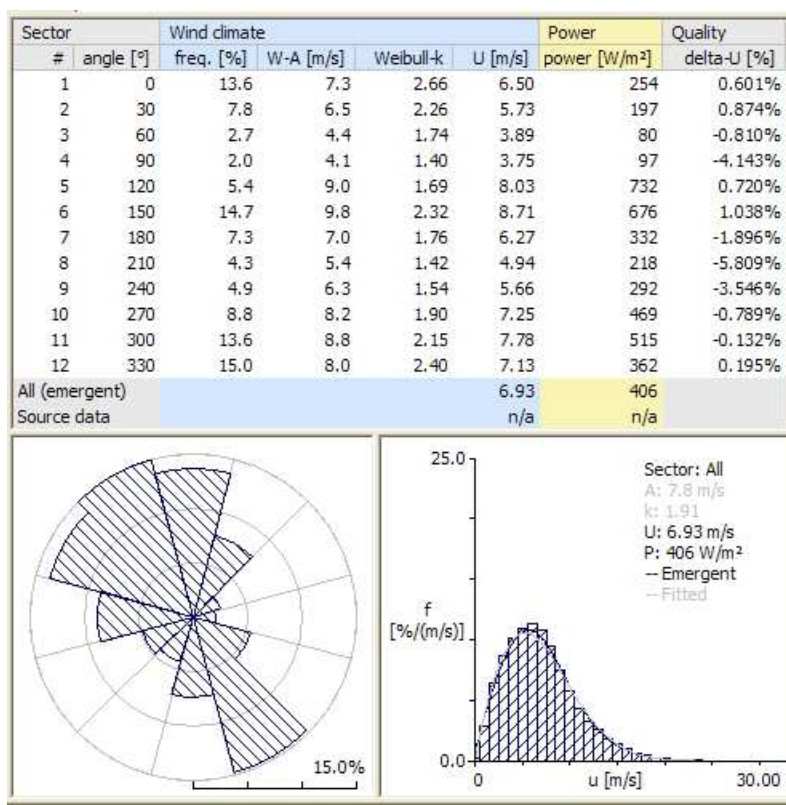 Sector Wind climate Power Quality
# angle [°] freq. [%] W-A [m/s] Weibull-k U [m/s] power [W/m²] delta-U [%]
1 0 13.6 7.3 2.66 6.50 254 0.601%
2 30 7.8 6.5 2.26 5.73 197 0.874%
3 60 2.7 4.4 1.74 3.89 80 -0.810%
4 90 2.0 4.1 1.40 3.75 97 -4.143%
5 120 5.4 9.0 1.69 8.03 732 0.720%
6 150 14.7 9.8 2.32 8.71 676 1.038%
7 180 7.3 7.0 1.76 6.27 332 -1.896%
8 210 4.3 5.4 1.42 4.94 218 -5.809%
9 240 4.9 6.3 1.54 5.66 292 -3.546%
10 270 8.8 8.2 1.90 7.25 469 -0.789%
11 300 13.6 8.8 2.15 7.78 515 -0.132%
12 330 15.0 8.0 2.40 7.13 362 0.195%
All (emergent) 6.93 406
Source data n/a n/a
15.0%
25.0
Sector: All
A: 7.8 m/s
k: 1.91
U: 6.93 m/s
P: 406 W/m²
-- Emergent
-- Fitted
f
[%/(m/s)]
0.0
0 u [m/s] 30.00